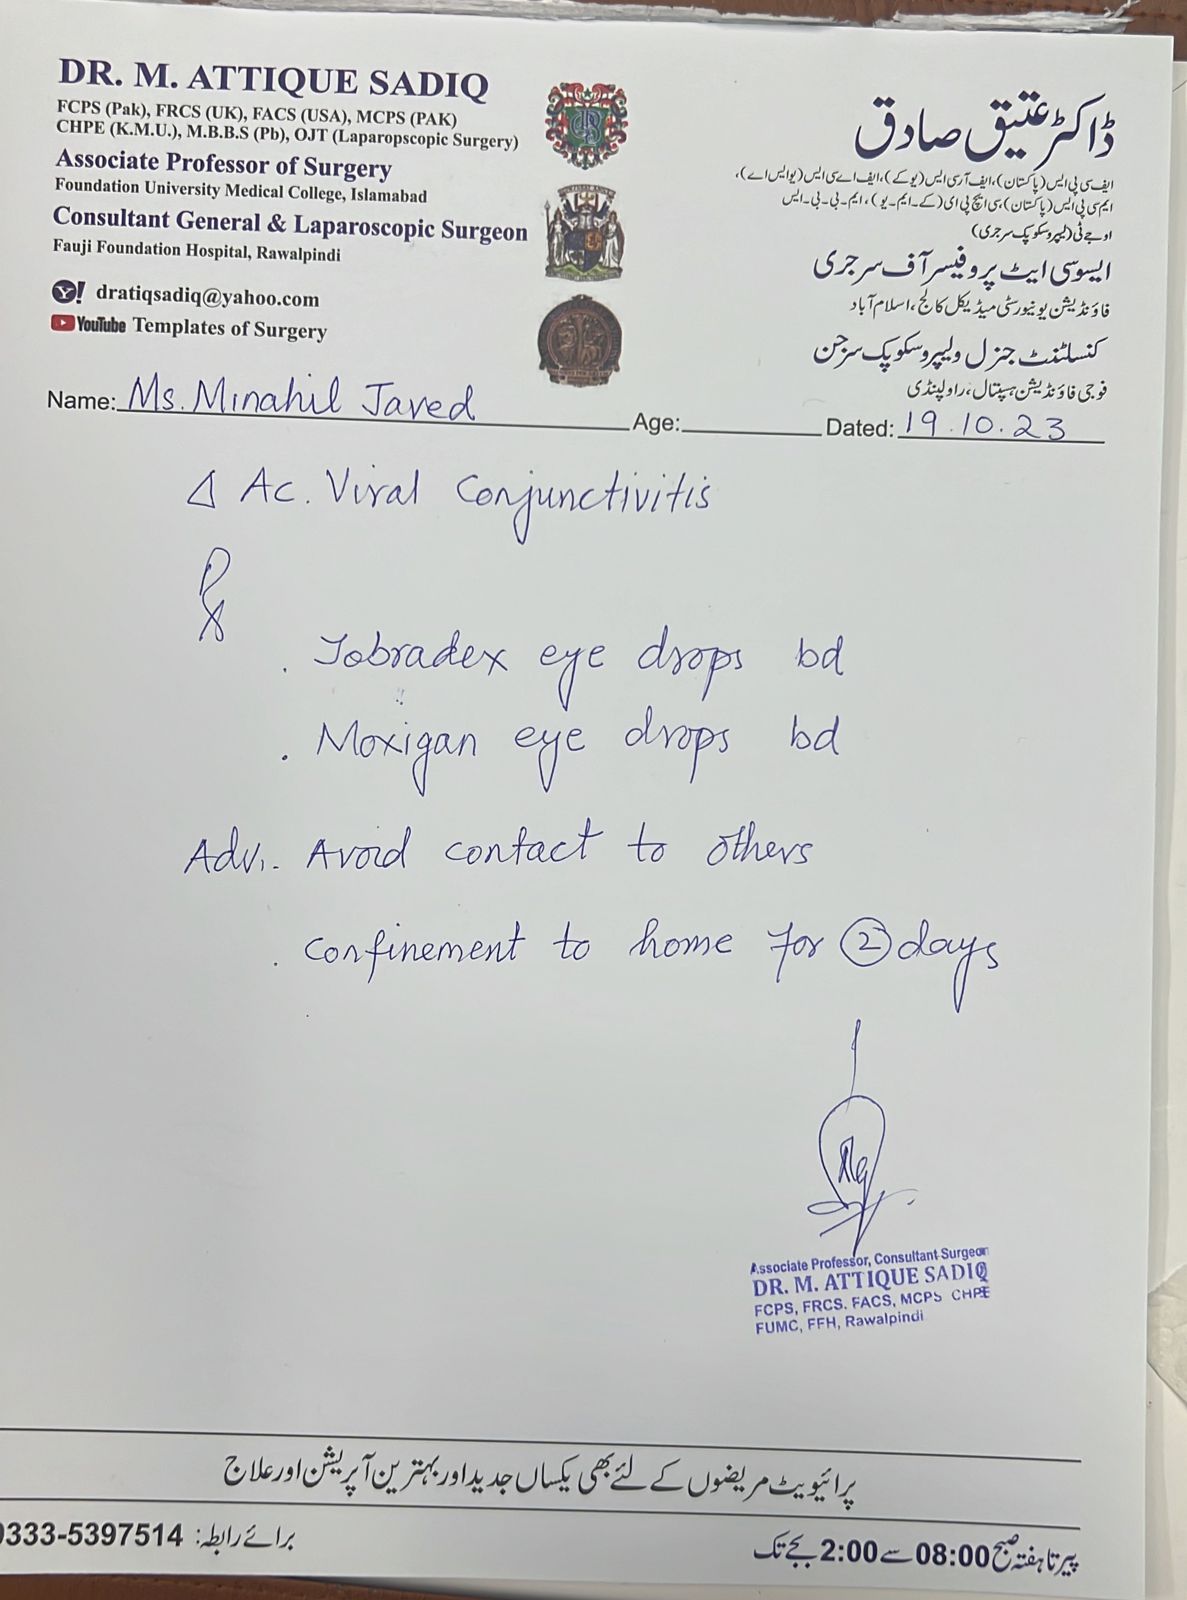 DR. M. ATTIQUE SADIQ
FCPS (Pak), FRCS (UK), FACS (USA), MCPS (PAK)
CHPE (K.M.U.), M.B.B.S (Pb), OJT (Laparopscopic Surgery)
Associate Professor of Surgery
Foundation University Medical College, Islamabad
Consultant General & Laparoscopic Surgeon
Fauji Foundation Hospital, Rawalpindi
dratiqsadiq@yahoo.com
YouTube Templates of Surgery
ڈاکٹر عتیق صادق
ایف سی پی ایس (پاکستان)، ایف آر سی ایس (یو کے)، ایف اے سی ایس (یو ایس اے)،
ایم سی پی ایس (پاکستان) سی ایچ پی ای (کے۔ایم۔یو)، ایم۔بی۔بی۔ایس
او جے ٹی (لیپروسکوپک سرجری)
ایسوسی ایٹ پروفیسر آف سرجری
فاؤنڈیشن یونیورسٹی میڈیکل کالج، اسلام آباد
کنسلٹنٹ جنرل و لیپروسکوپک سرجن
فوجی فاؤنڈیشن ہسپتال، راولپنڈی
Name: Ms. Minahil Javed Age: Dated: 19.10.23
Δ Ac. Viral Conjunctivitis
℞
. Tobradex eye drops bd
. Moxigan eye drops bd
Adv. Avoid contact to others
. confinement to home for 2 days
Associate Professor, Consultant Surgeon
DR. M. ATTIQUE SADIQ
FCPS, FRCS. FACS, MCPS CHPE
FUMC, FFH, Rawalpindi
پرائیویٹ مریضوں کے لئے بھی یکساں جدید اور بہترین آپریشن اور علاج
پیر تا ہفتہ صبح 08:00 سے 2:00 بجے تک
برائے رابطہ: 0333-5397514